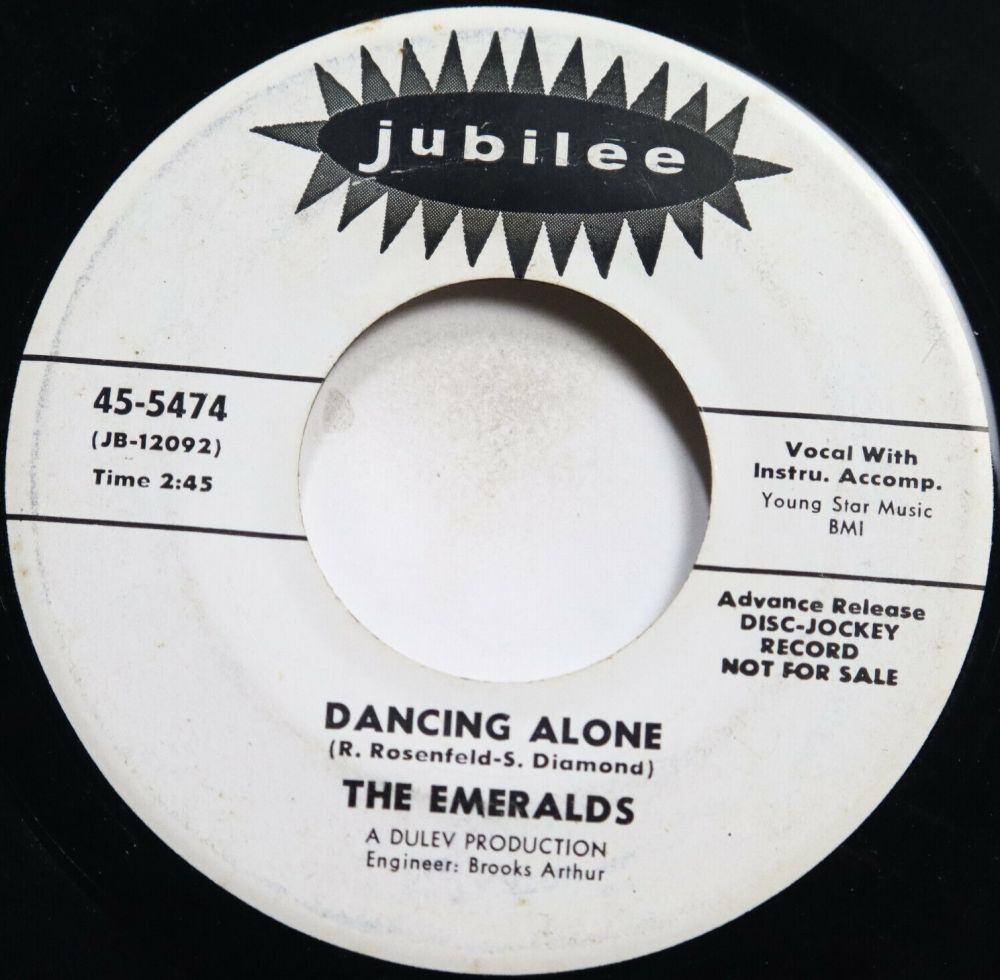 jubilee
45-5474
(JB-12092)
Time 2:45
Vocal With
Instru. Accomp.
Young Star Music
BMI
Advance Release
DISC-JOCKEY
RECORD
NOT FOR SALE
DANCING ALONE
(R. Rosenfeld-S. Diamond)
THE EMERALDS
A DULEV PRODUCTION
Engineer: Brooks Arthur